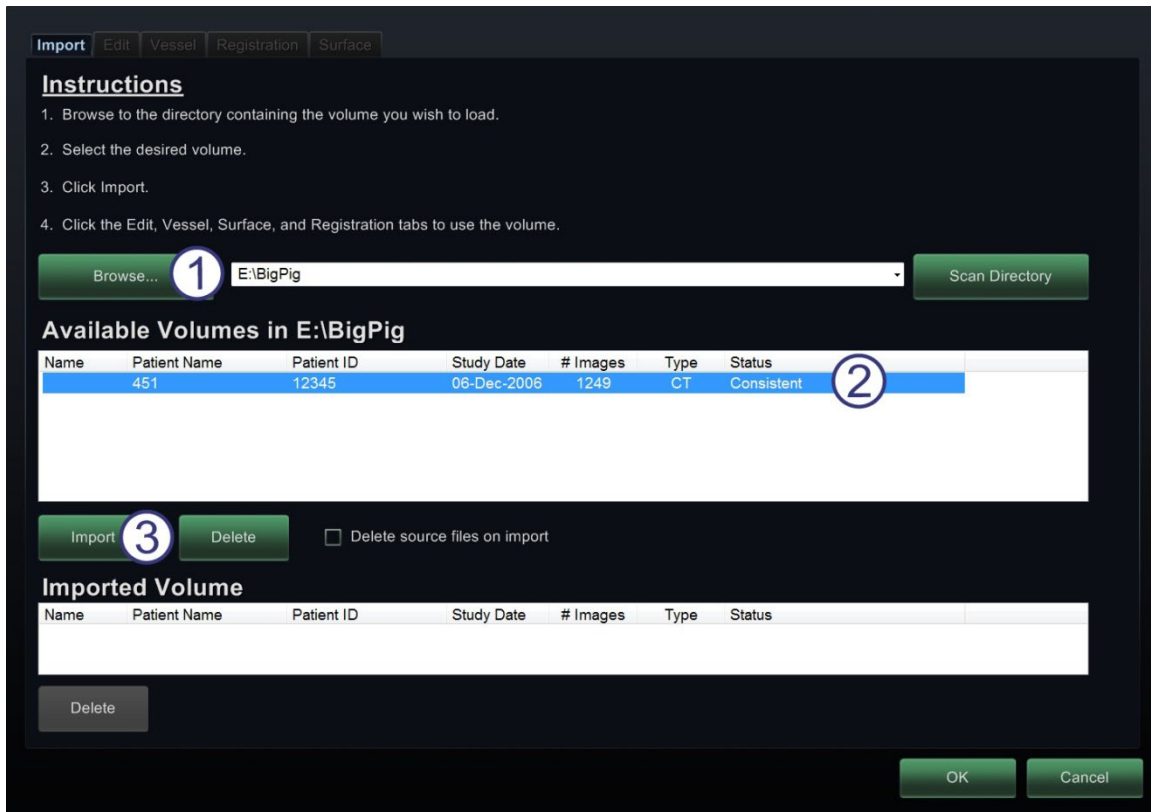 Import Edit Vessel Registration Surface
Instructions
1. Browse to the directory containing the volume you wish to load.
2. Select the desired volume.
3. Click Import.
4. Click the Edit, Vessel, Surface, and Registration tabs to use the volume.
Browse... 1 E:\BigPig Scan Directory
Available Volumes in E:\BigPig
Name Patient Name Patient ID Study Date # Images Type Status
451 12345 06-Dec-2006 1249 CT Consistent 2
Import 3 Delete Delete source files on import
Imported Volume
Name Patient Name Patient ID Study Date # Images Type Status
Delete
OK Cancel